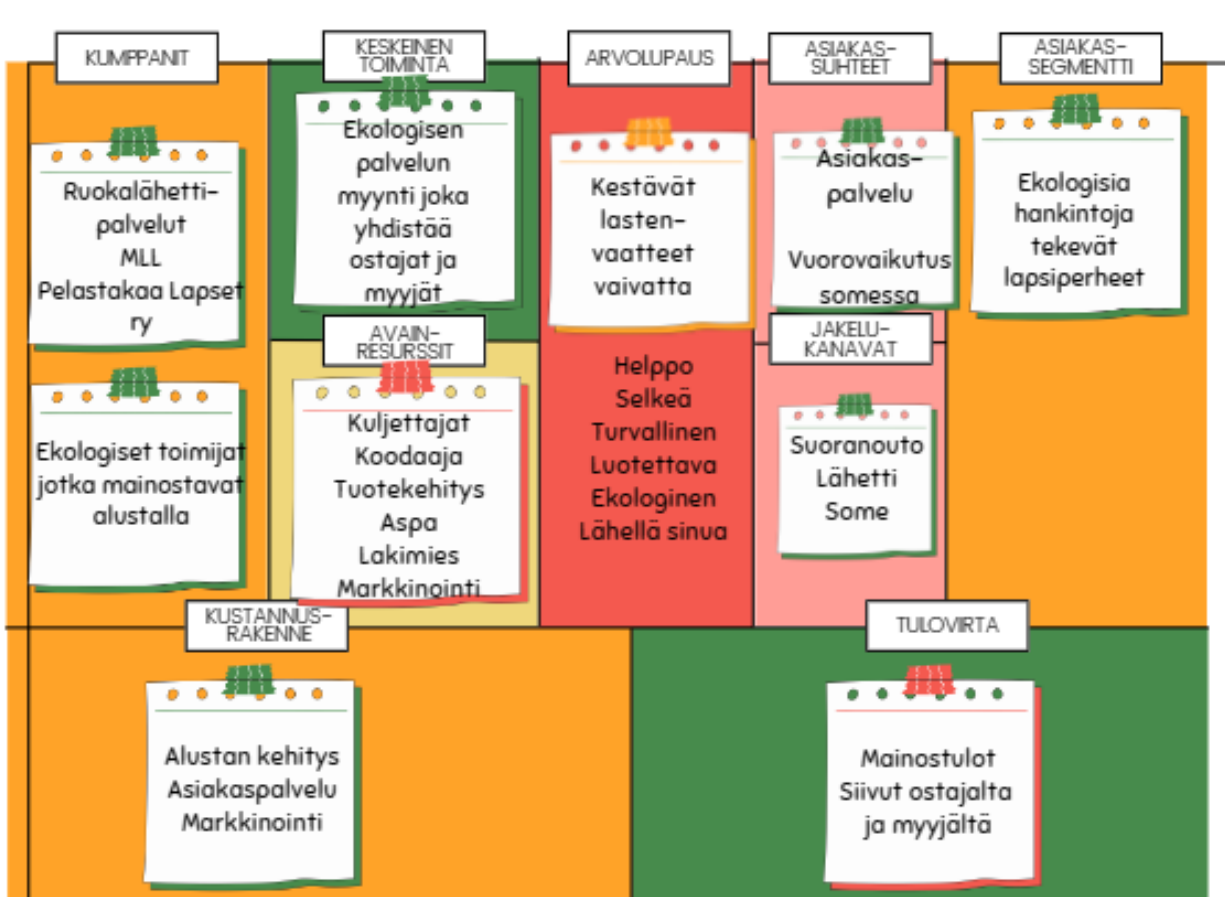 KUMPPANIT
Ruokalähetti-
palvelut
MLL
Pelastakaa Lapset
ry
Ekologiset toimijat
jotka mainostavat
alustalla
KESKEINEN
TOIMINTA
Ekologisen
palvelun
myynti joka
yhdistää
ostajat ja
myyjät
AVAIN-
RESURSSIT
Kuljettajat
Koodaaja
Tuotekehitys
Aspa
Lakimies
Markkinointi
ARVOLUPAUS
Kestävät
lasten-
vaatteet
vaivatta
Helppo
Selkeä
Turvallinen
Luotettava
Ekologinen
Lähellä sinua
ASIAKAS-
SUHTEET
Asiakas-
palvelu
Vuorovaikutus
somessa
JAKELU-
KANAVAT
Suoranouto
Lähetti
Some
ASIAKAS-
SEGMENTTI
Ekologisia
hankintoja
tekevät
lapsiperheet
KUSTANNUS-
RAKENNE
Alustan kehitys
Asiakaspalvelu
Markkinointi
TULOVIRTA
Mainostulot
Siivut ostajalta
ja myyjältä